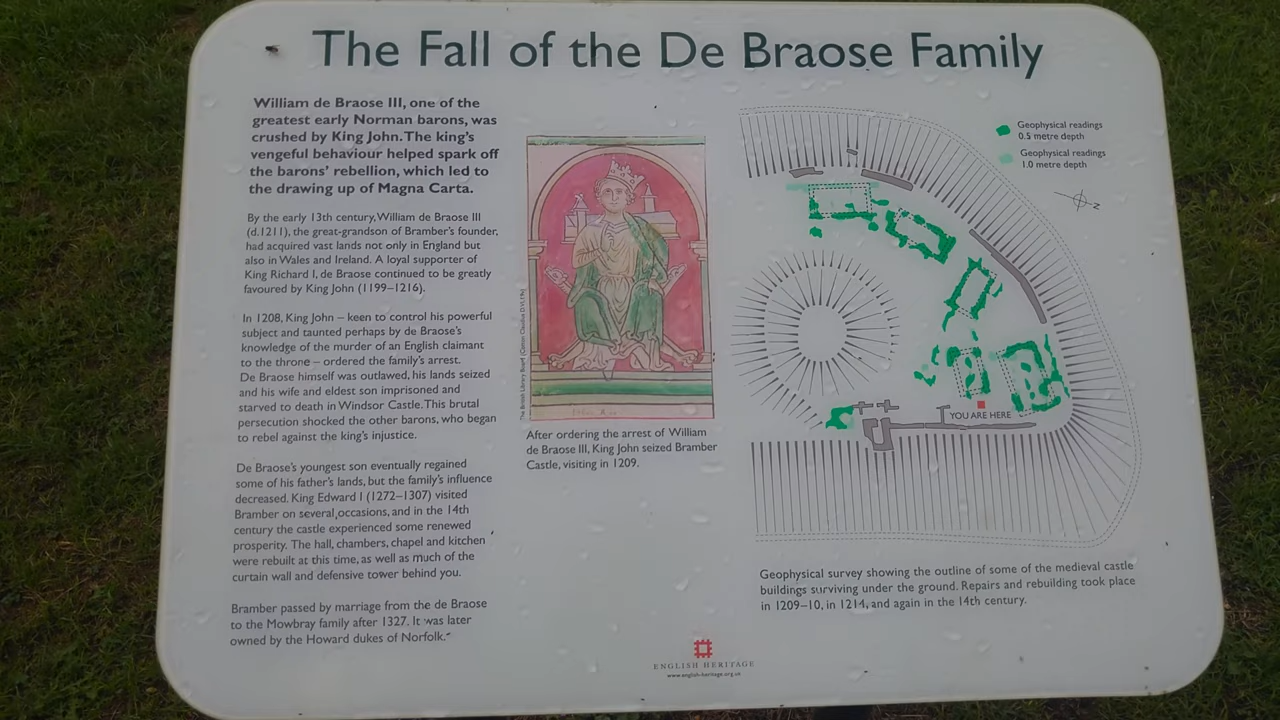 The Fall of the De Braose Family
William de Braose III, one of the
greatest early Norman barons, was
crushed by King John. The king's
vengeful behaviour helped spark off
the barons' rebellion, which led to
the drawing up of Magna Carta.
By the early 13th century, William de Braose III
(d.1211), the great-grandson of Bramber's founder,
had acquired vast lands not only in England but
also in Wales and Ireland. A loyal supporter of
King Richard I, de Braose continued to be greatly
favoured by King John (1199–1216).
In 1208, King John – keen to control his powerful
subject and taunted perhaps by de Braose's
knowledge of the murder of an English claimant
to the throne – ordered the family's arrest.
De Braose himself was outlawed, his lands seized
and his wife and eldest son imprisoned and
starved to death in Windsor Castle. This brutal
persecution shocked the other barons, who began
to rebel against the king's injustice.
De Braose's youngest son eventually regained
some of his father's lands, but the family's influence
decreased. King Edward I (1272–1307) visited
Bramber on several occasions, and in the 14th
century the castle experienced some renewed
prosperity. The hall, chambers, chapel and kitchen
were rebuilt at this time, as well as much of the
curtain wall and defensive tower behind you.
Bramber passed by marriage from the de Braose
to the Mowbray family after 1327. It was later
owned by the Howard dukes of Norfolk.
The British Library Board
After ordering the arrest of William
de Braose III, King John seized Bramber
Castle, visiting in 1209.
Geophysical readings
0.5 metre depth
Geophysical readings
1.0 metre depth
Z
YOU ARE HERE
Geophysical survey showing the outline of some of the medieval castle
buildings surviving under the ground. Repairs and rebuilding took place
in 1209–10, in 1214, and again in the 14th century.
ENGLISH HERITAGE
www.english-heritage.org.uk